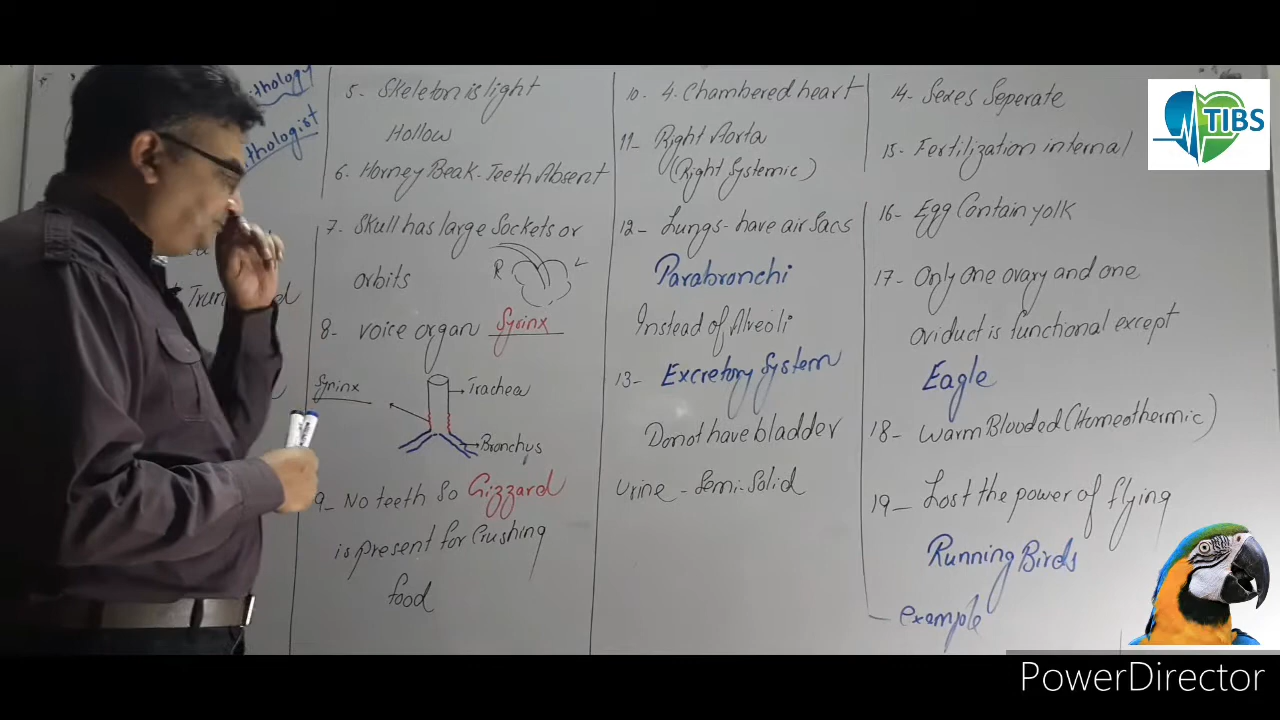 ithology
ithologist
Trun
d
5- Skeleton is light
Hollow
6- Horney Beak - Teeth Absent
7- Skull has large Sockets or
orbits
R
L
8- voice organ Syrinx
Syrinx
Trachea
Bronchus
9- No teeth So Gizzard
is present for Crushing
food
10- 4. Chambered heart
11- Right Aorta
(Right Systemic)
12- Lungs - have air Sacs
Parabronchi
Instead of Alveoli
13- Excretory System
Donot have bladder
Urine - Semi-Solid
14- Sexes Seperate
15- Fertilization internal
16- Egg Contain yolk
17- Only one ovary and one
oviduct is functional except
Eagle
18- Warm Blooded (Homeothermic)
19- Lost the power of flying
Running Birds
example
TIBS
PowerDirector